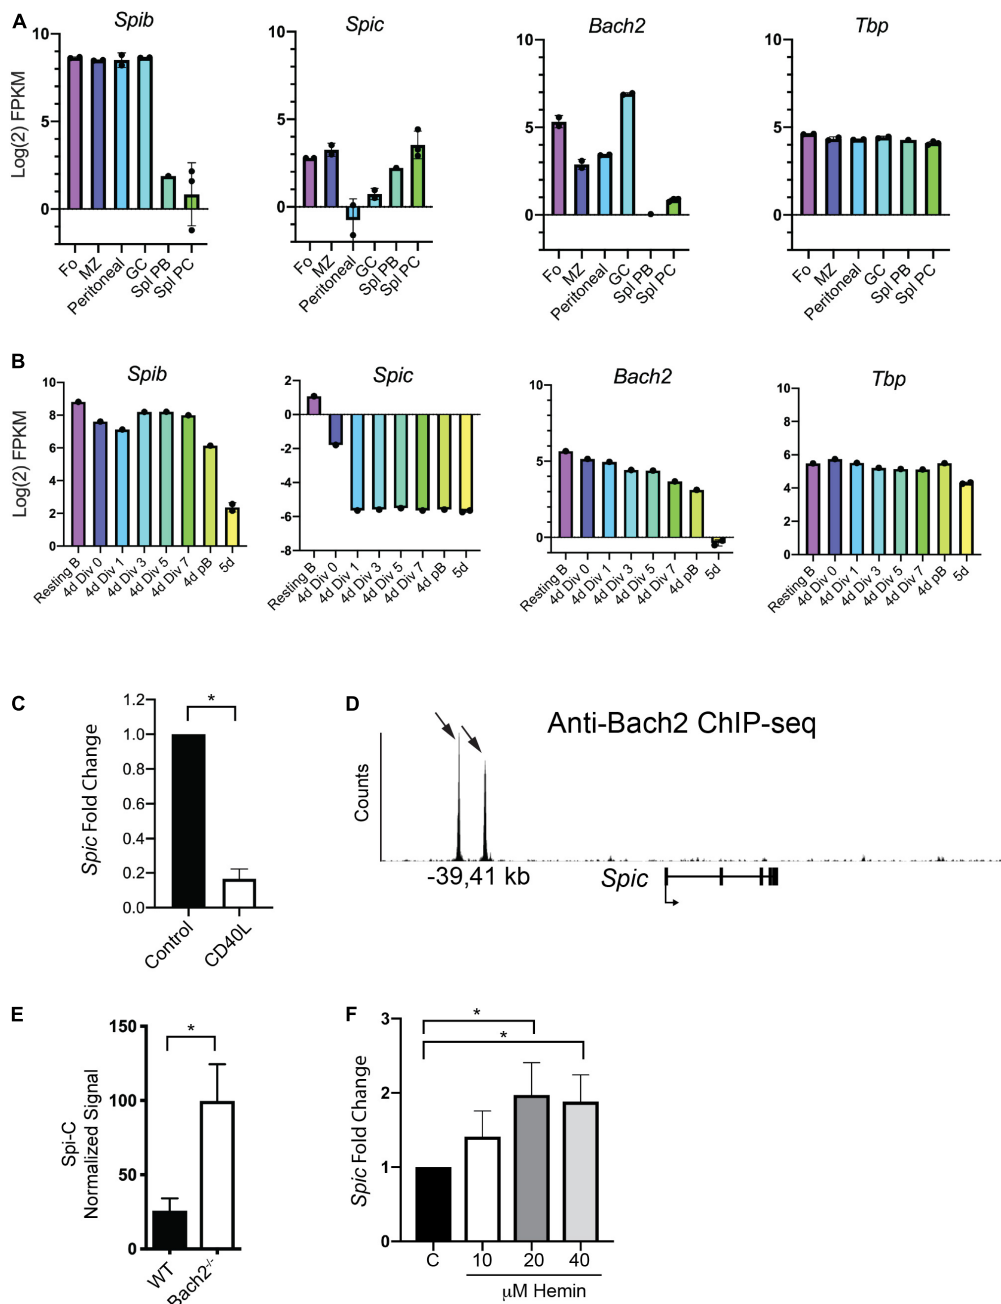 A
Spib
Spic
Bach2
Tbp
Log(2) FPKM
10
5
0
10
5
0
10
5
0
10
5
0
Fo
MZ
Peritoneal
GC
Spl PB
Spl PC
Fo
MZ
Peritoneal
GC
Spl PB
Spl PC
Fo
MZ
Peritoneal
GC
Spl PB
Spl PC
Fo
MZ
Peritoneal
GC
Spl PB
Spl PC
B
Spib
Spic
Bach2
Tbp
Log(2) FPKM
10
8
6
4
2
0
2
0
-2
-4
-6
-8
10
5
0
10
8
6
4
2
0
Resting B
4d Div 0
4d Div 1
4d Div 3
4d Div 5
4d Div 7
4d pB
5d
Resting B
4d Div 0
4d Div 1
4d Div 3
4d Div 5
4d Div 7
4d pB
5d
Resting B
4d Div 0
4d Div 1
4d Div 3
4d Div 5
4d Div 7
4d pB
5d
Resting B
4d Div 0
4d Div 1
4d Div 3
4d Div 5
4d Div 7
4d pB
5d
C
Spic Fold Change
1.2
1.0
0.8
0.6
0.4
0.2
0.0
*
Control
CD40L
D
Anti-Bach2 ChIP-seq
Counts
-39,41 kb
Spic
E
Spi-C
Normalized Signal
150
100
50
0
*
WT
Bach2-/-
F
Spic Fold Change
3
2
1
0
*
*
C
10
20
40
μM Hemin